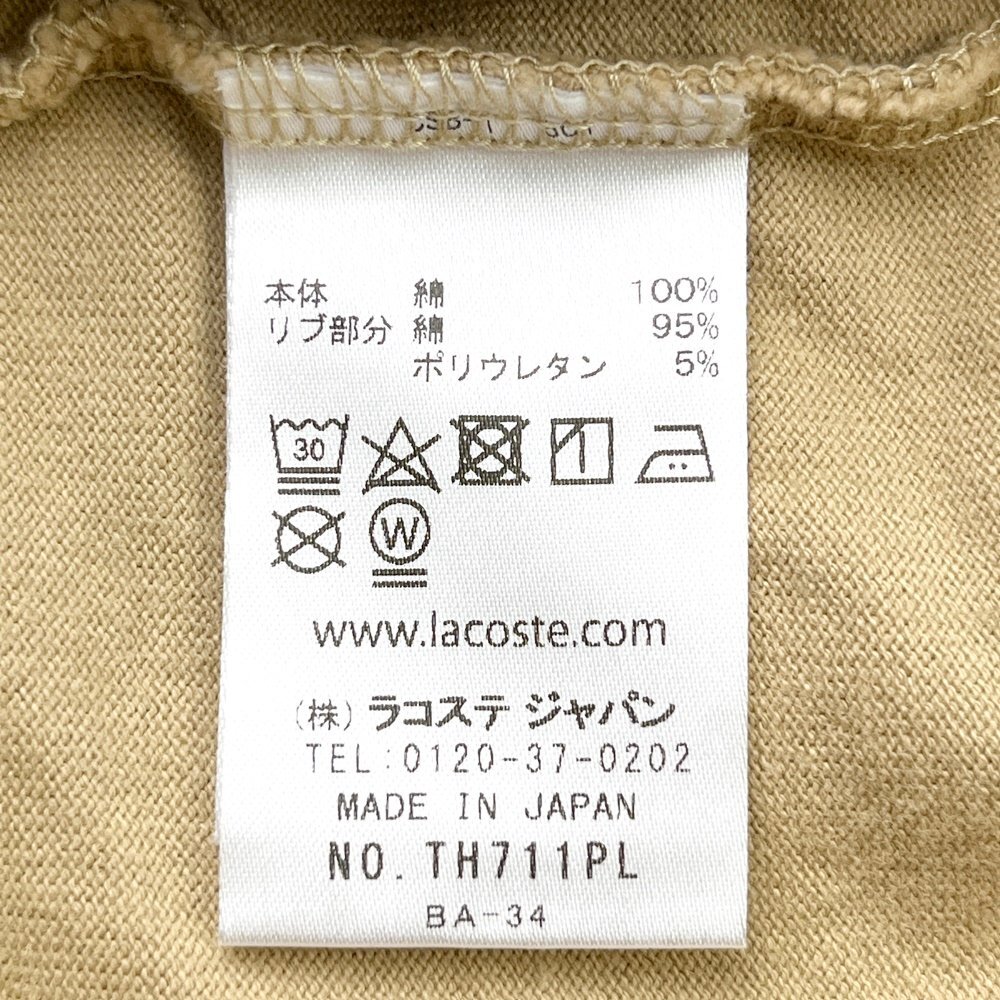 本体 綿 100%
リブ部分 綿 95%
ポリウレタン 5%
30
W
www.lacoste.com
(株) ラコステ ジャパン
TEL:0120-37-0202
MADE IN JAPAN
NO. TH711PL
BA-34